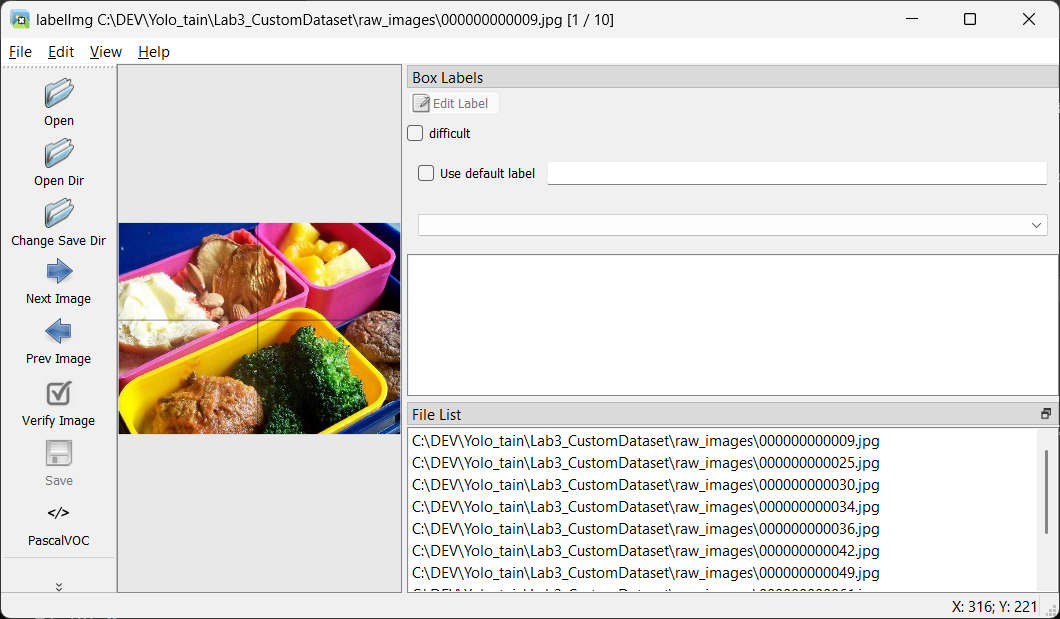 labelImg C:\DEV\Yolo_tain\Lab3_CustomDataset\raw_images\000000000009.jpg [1 / 10]
File Edit View Help
Open
Open Dir
Change Save Dir
Next Image
Prev Image
Verify Image
Save
</>
PascalVOC
Box Labels
Edit Label
difficult
Use default label
File List
C:\DEV\Yolo_tain\Lab3_CustomDataset\raw_images\000000000009.jpg
C:\DEV\Yolo_tain\Lab3_CustomDataset\raw_images\000000000025.jpg
C:\DEV\Yolo_tain\Lab3_CustomDataset\raw_images\000000000030.jpg
C:\DEV\Yolo_tain\Lab3_CustomDataset\raw_images\000000000034.jpg
C:\DEV\Yolo_tain\Lab3_CustomDataset\raw_images\000000000036.jpg
C:\DEV\Yolo_tain\Lab3_CustomDataset\raw_images\000000000042.jpg
C:\DEV\Yolo_tain\Lab3_CustomDataset\raw_images\000000000049.jpg
X: 316; Y: 221